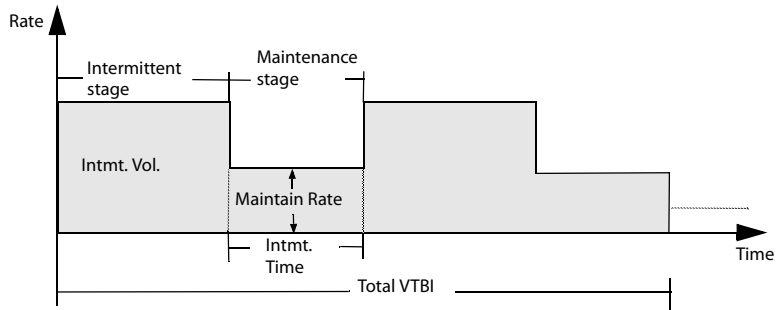 Rate
Intermittent
stage
Maintenance
stage
Intmt. Vol.
Maintain Rate
Intmt.
Time
Time
Total VTBI